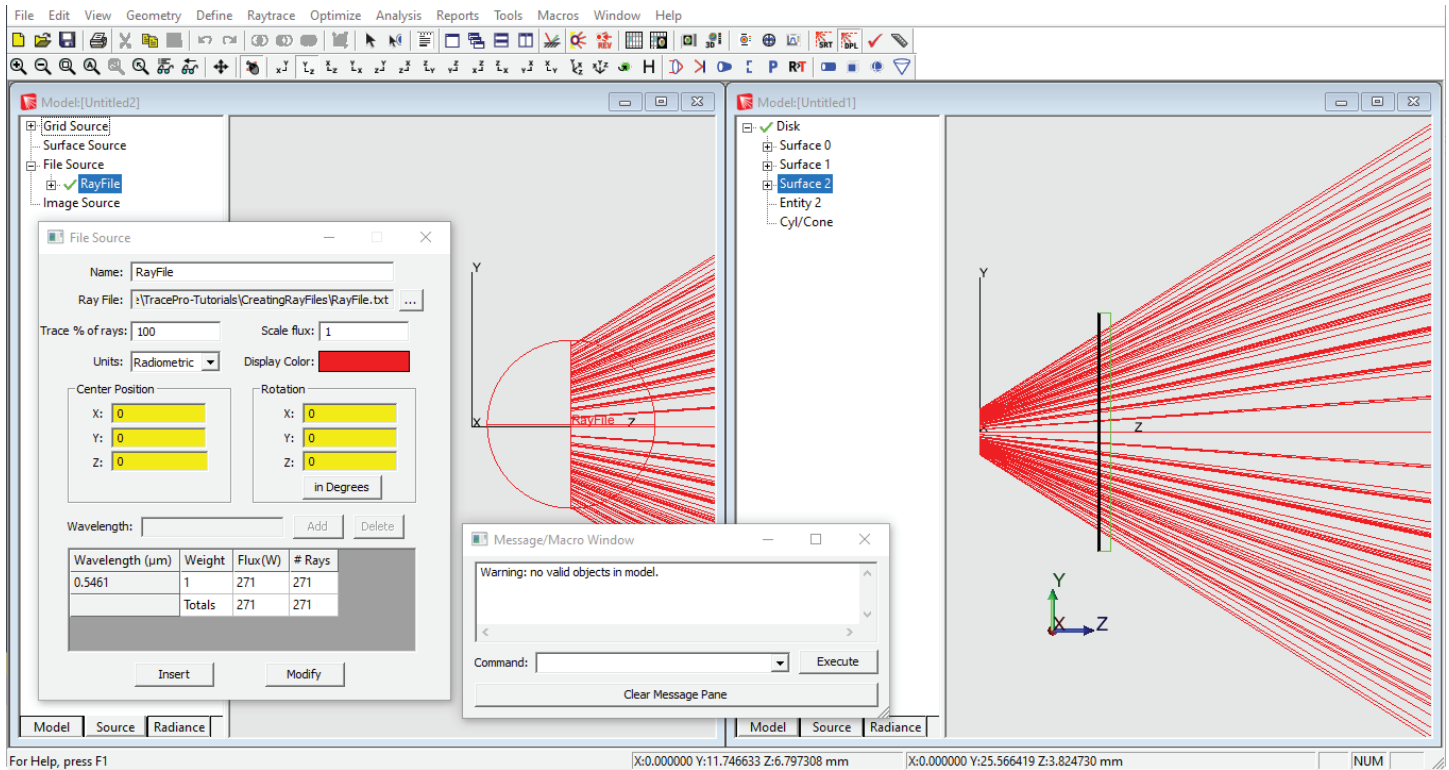 File Edit View Geometry Define Raytrace Optimize Analysis Reports Tools Macros Window Help
Model:[Untitled2]
Grid Source
Surface Source
File Source
RayFile
Image Source
File Source
Name: RayFile
Ray File: :\TracePro-Tutorials\CreatingRayFiles\RayFile.txt ...
Trace % of rays: 100 Scale flux: 1
Units: Radiometric Display Color:
Center Position Rotation
X: 0 X: 0
Y: 0 Y: 0
Z: 0 Z: 0
in Degrees
Wavelength: Add Delete
Wavelength (µm) Weight Flux(W) # Rays
0.5461 1 271 271
Totals 271 271
Insert Modify
Model Source Radiance
Y
X RayFile Z
Message/Macro Window
Warning: no valid objects in model.
Command: Execute
Clear Message Pane
Model:[Untitled1]
Disk
Surface 0
Surface 1
Surface 2
Entity 2
Cyl/Cone
Model Source Radiance
Y
X Z
Y
X Z
For Help, press F1 X:0.000000 Y:11.746633 Z:6.797308 mm X:0.000000 Y:25.566419 Z:3.824730 mm NUM